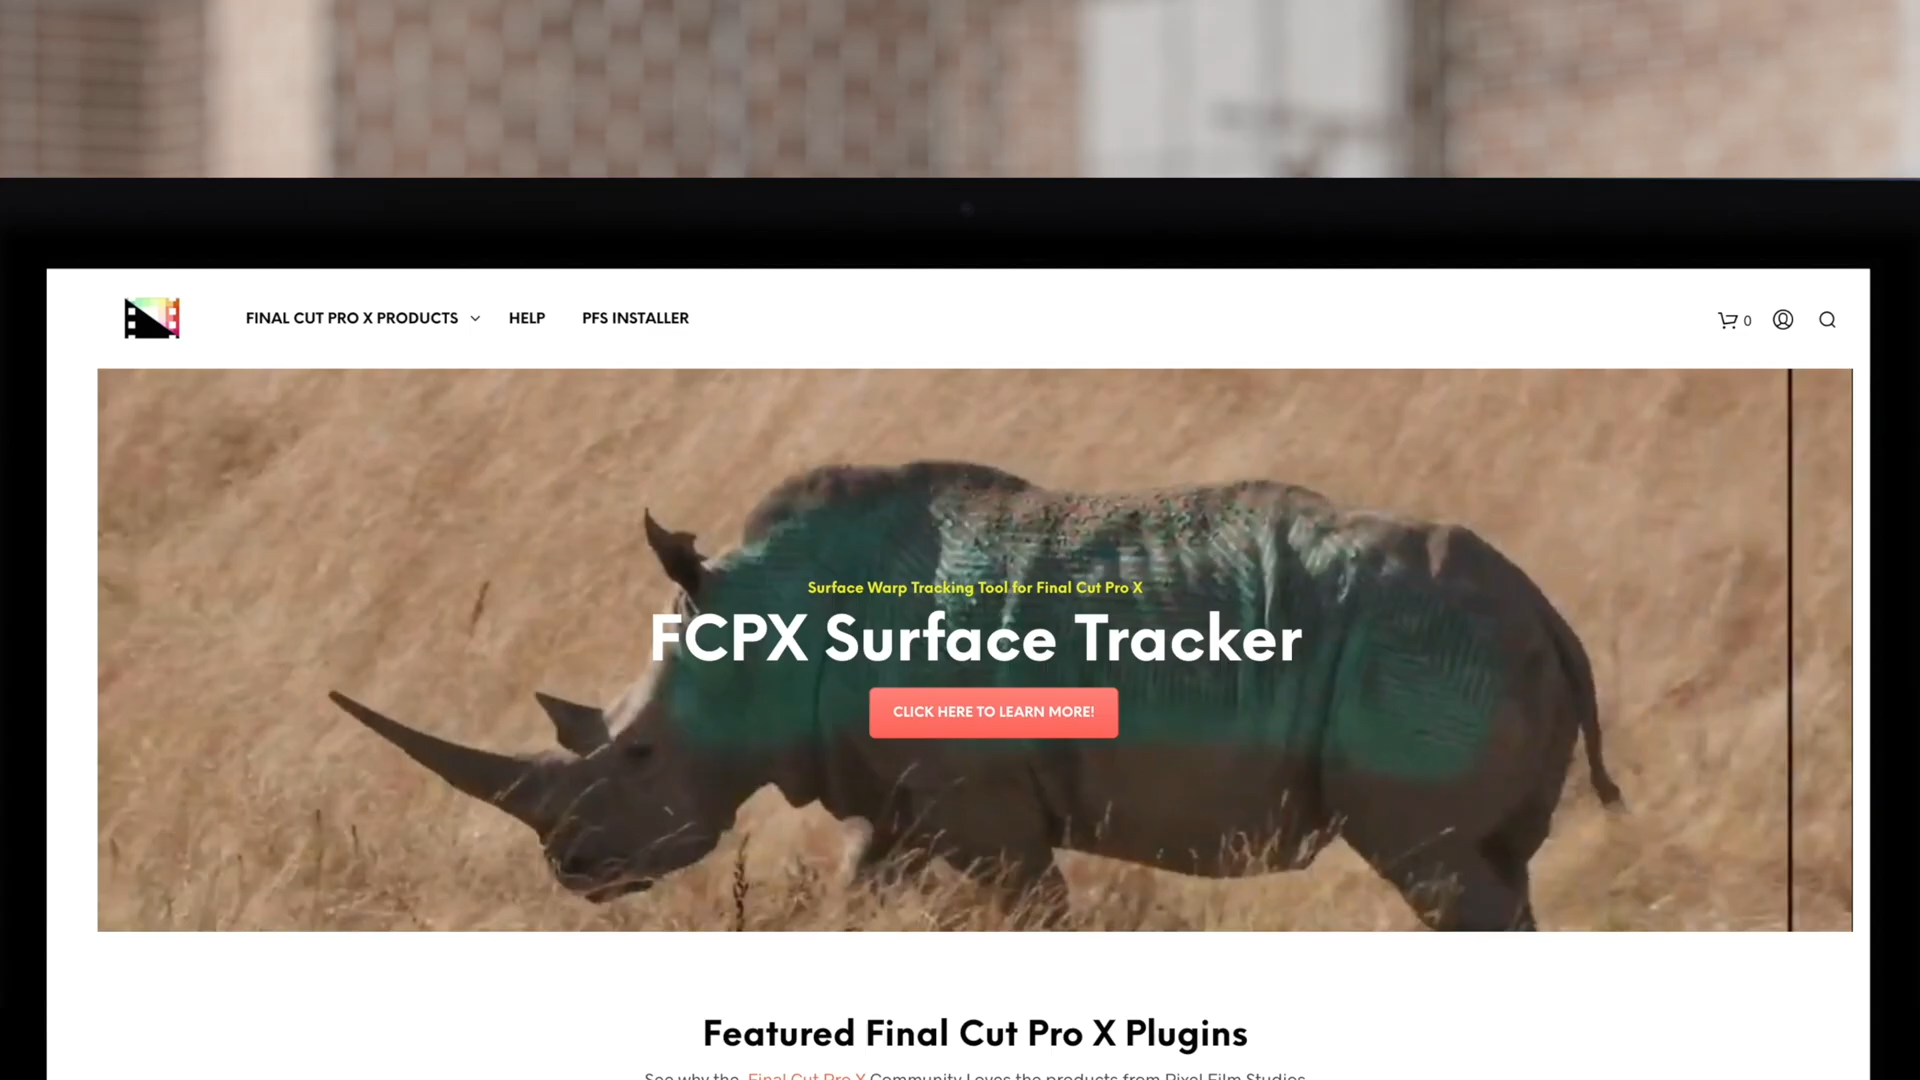 FINAL CUT PRO X PRODUCTS HELP PFS INSTALLER 0
Surface Warp Tracking Tool for Final Cut Pro X
FCPX Surface Tracker
CLICK HERE TO LEARN MORE!
Featured Final Cut Pro X Plugins
See why the Final Cut Pro X Community Loves the products from Pixel Film Studios